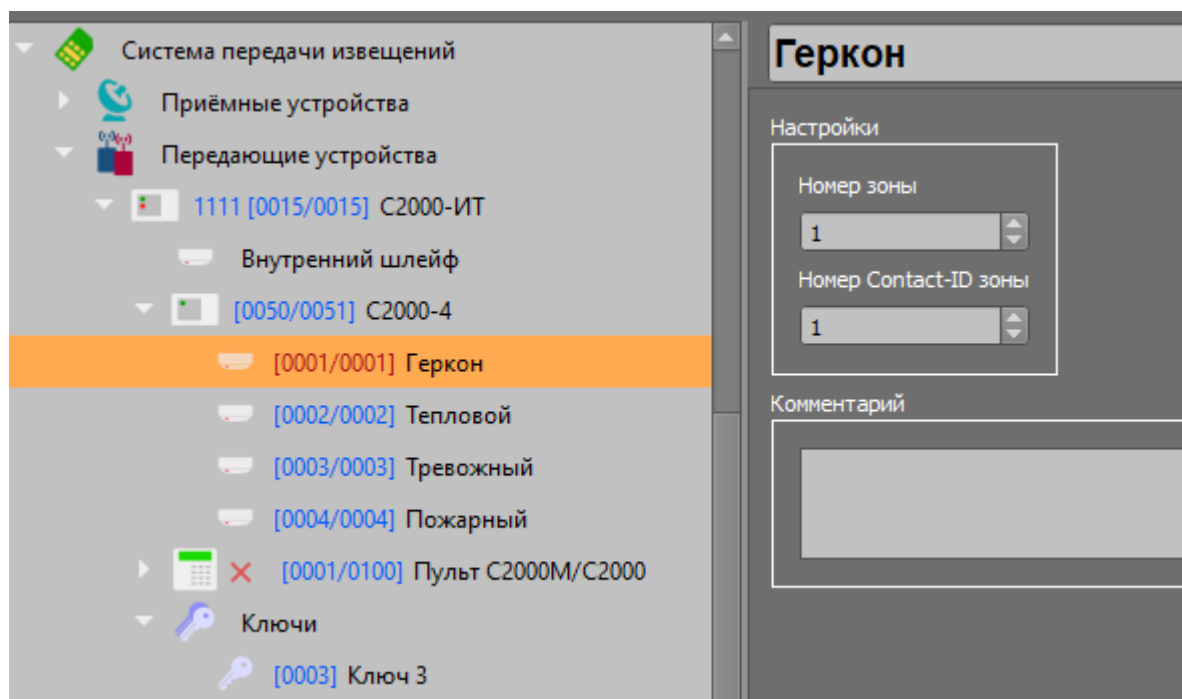 Система передачи извещений
Приёмные устройства
Передающие устройства
1111 [0015/0015] С2000-ИТ
Внутренний шлейф
[0050/0051] С2000-4
[0001/0001] Геркон
[0002/0002] Тепловой
[0003/0003] Тревожный
[0004/0004] Пожарный
[0001/0100] Пульт С2000М/С2000
Ключи
[0003] Ключ 3
Геркон
Настройки
Номер зоны
1
Номер Contact-ID зоны
1
Комментарий